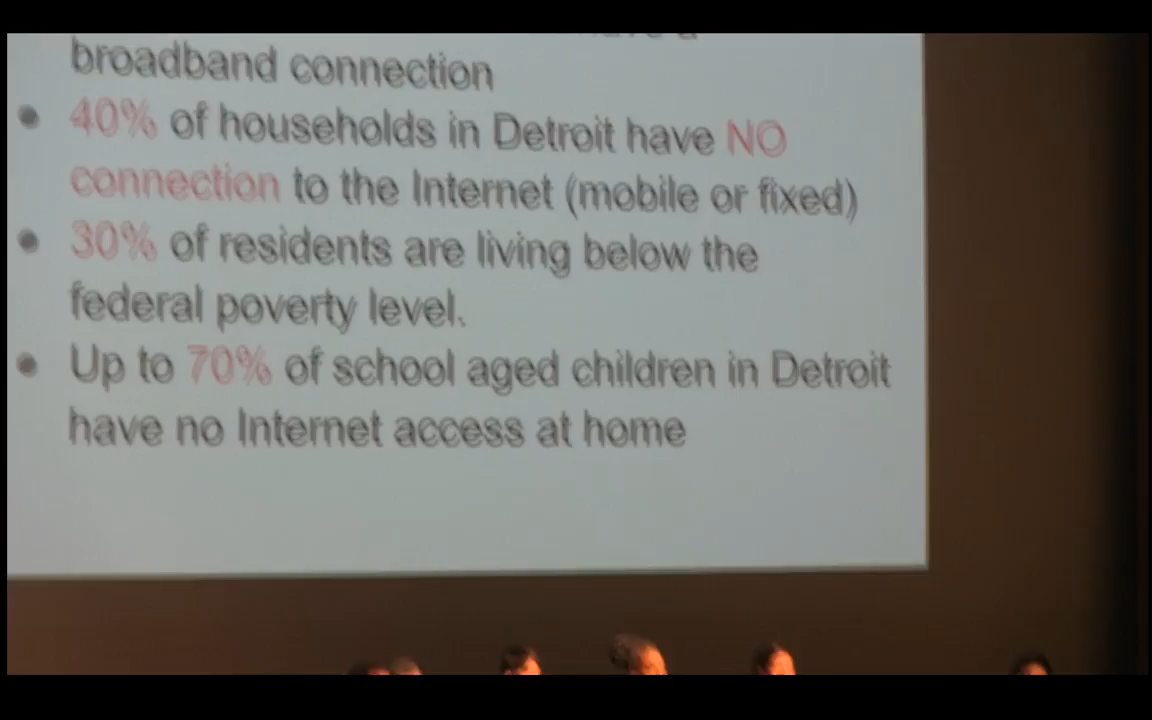 have a
broadband connection
• 40% of households in Detroit have NO
connection to the Internet (mobile or fixed)
• 30% of residents are living below the
federal poverty level.
• Up to 70% of school aged children in Detroit
have no Internet access at home